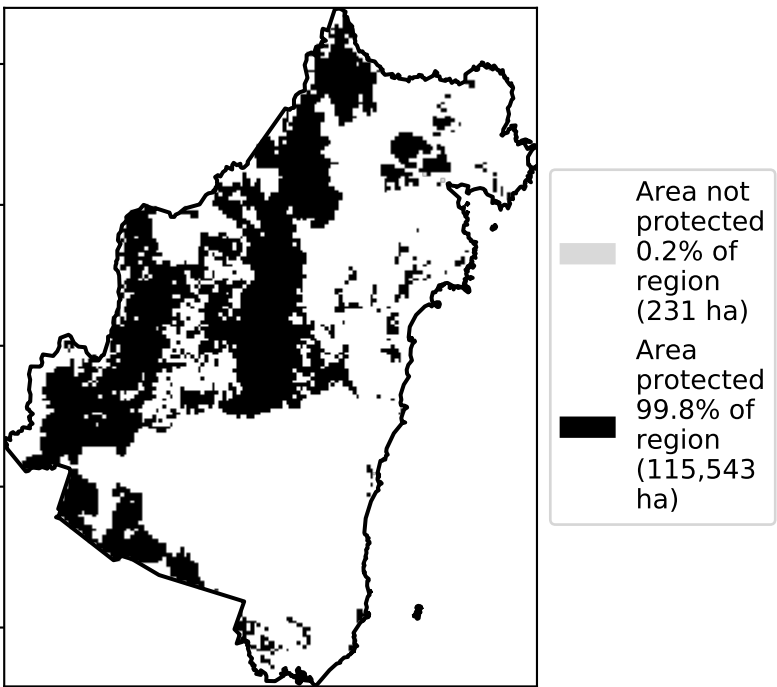 Area not
protected
0.2% of
region
(231 ha)
Area
protected
99.8% of
region
(115,543
ha)